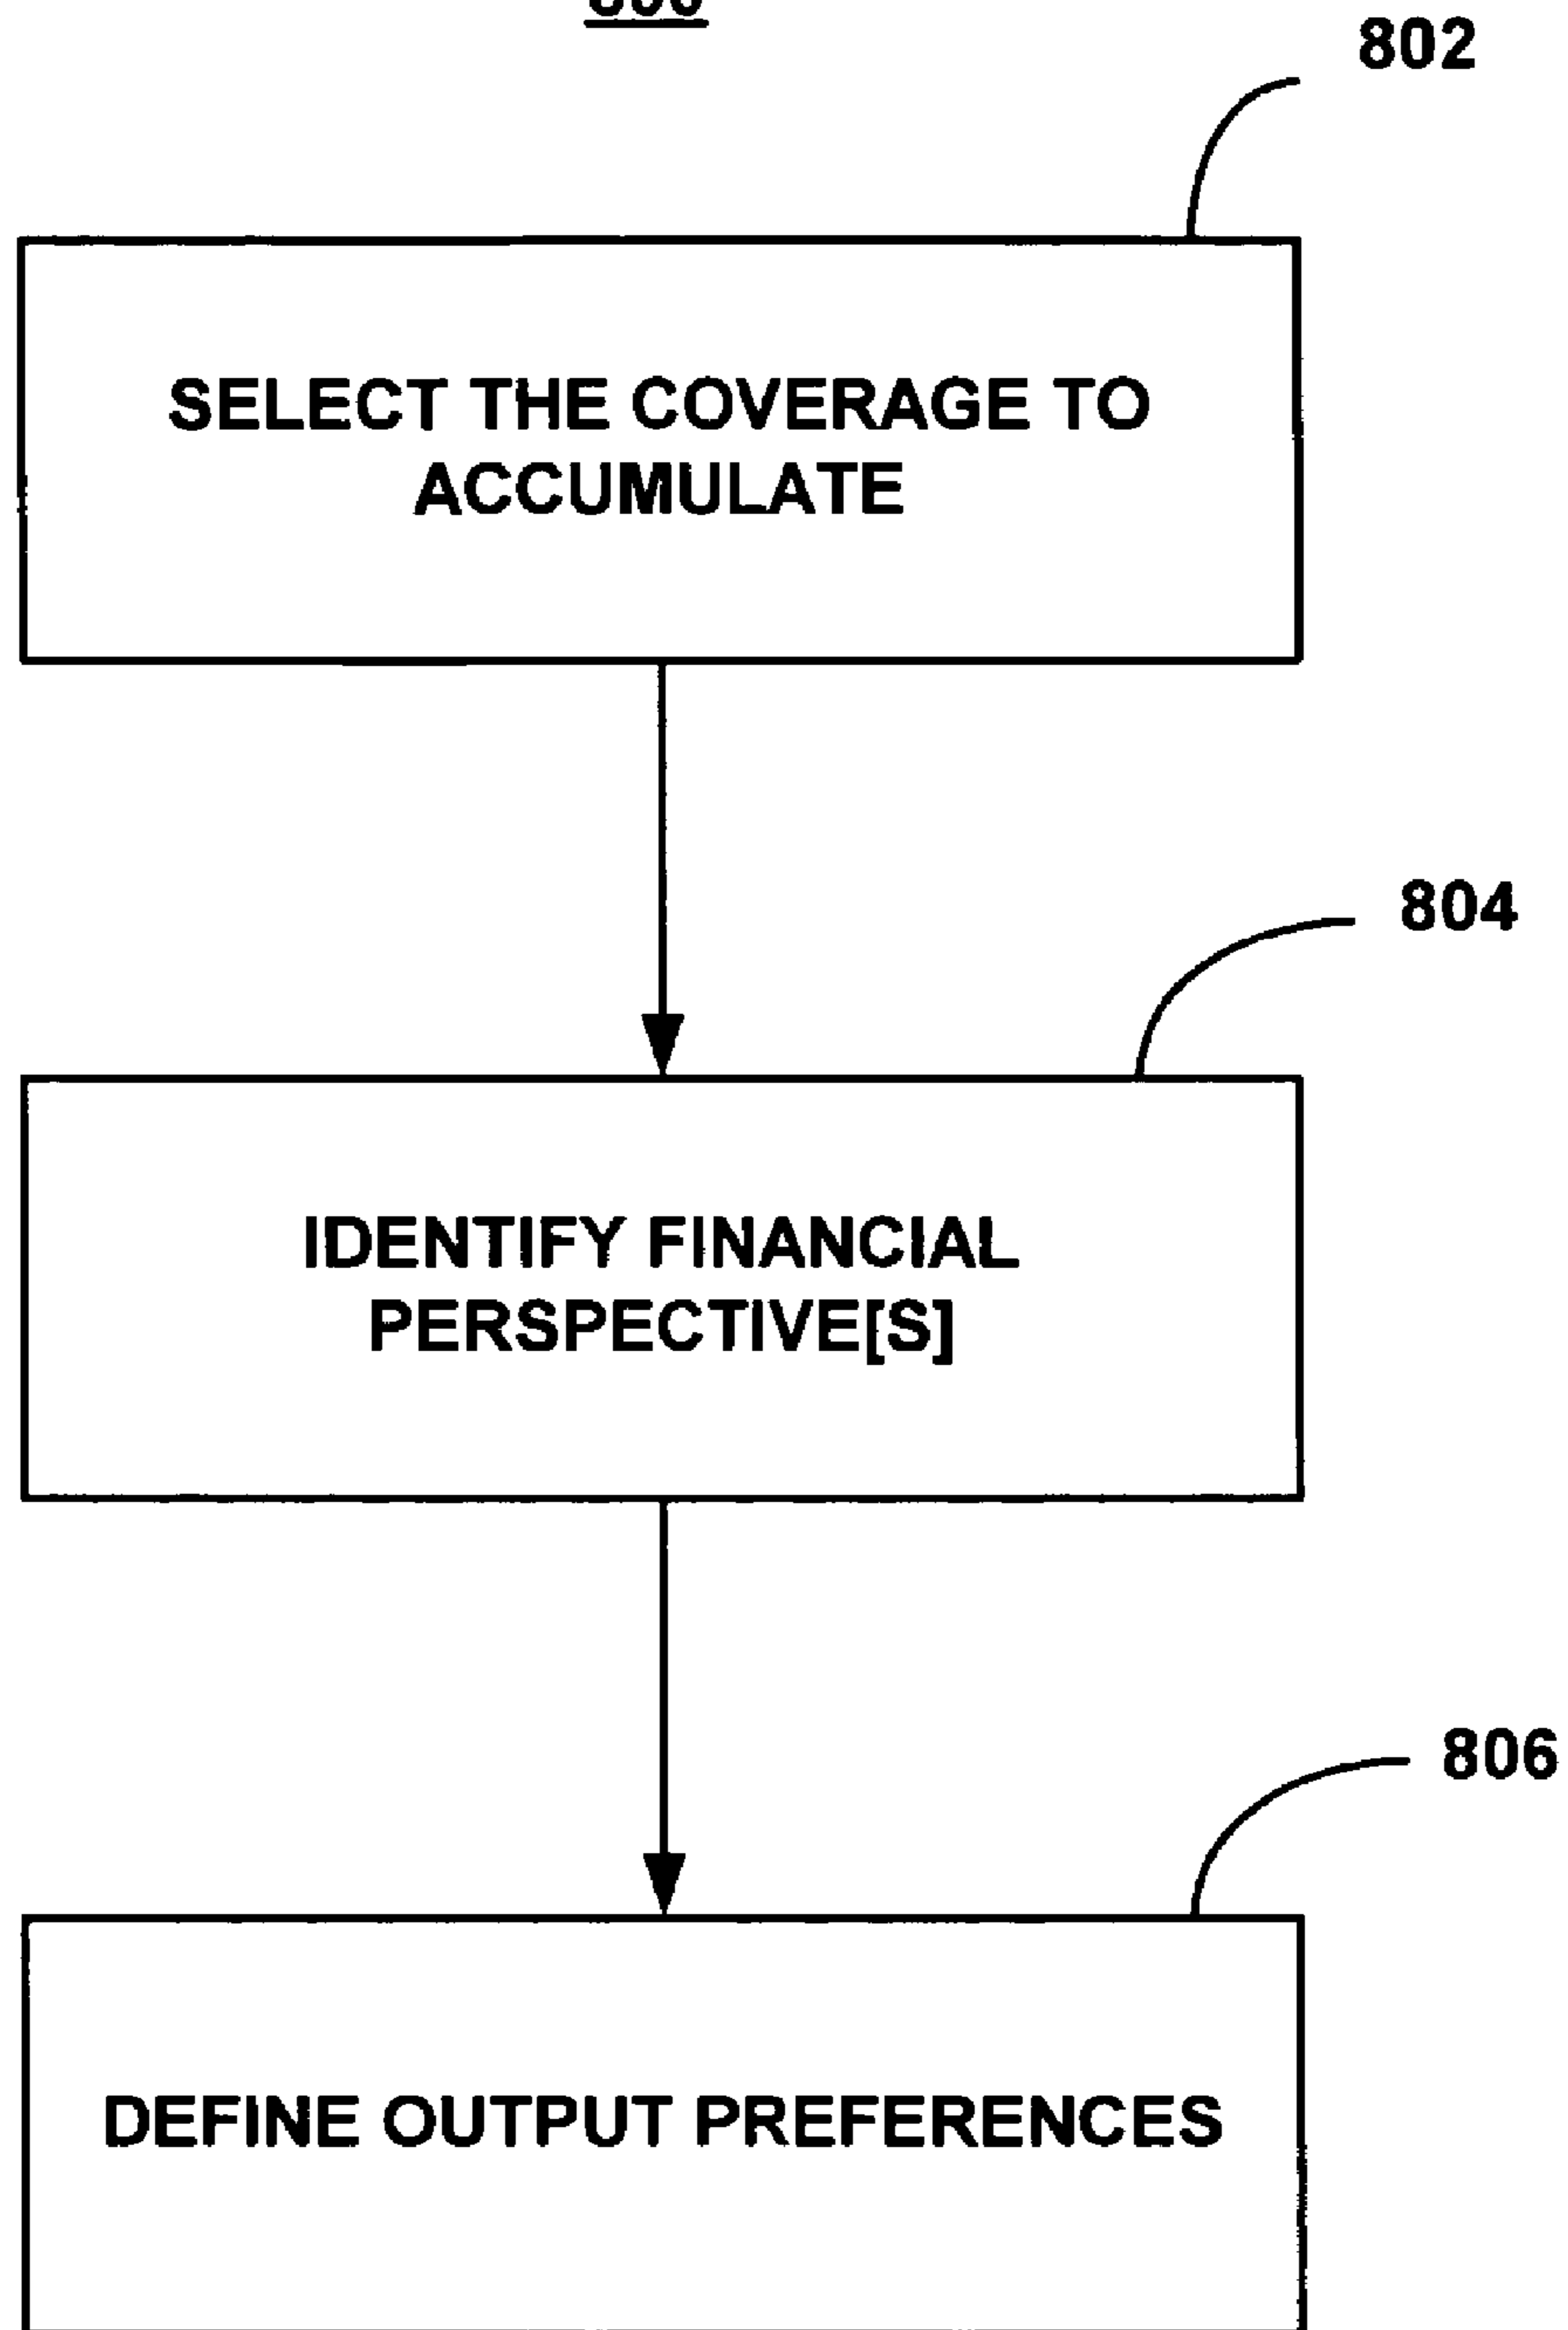 802
SELECT THE COVERAGE TO
ACCUMULATE
804
IDENTIFY FINANCIAL
PERSPECTIVE[S]
806
DEFINE OUTPUT PREFERENCES